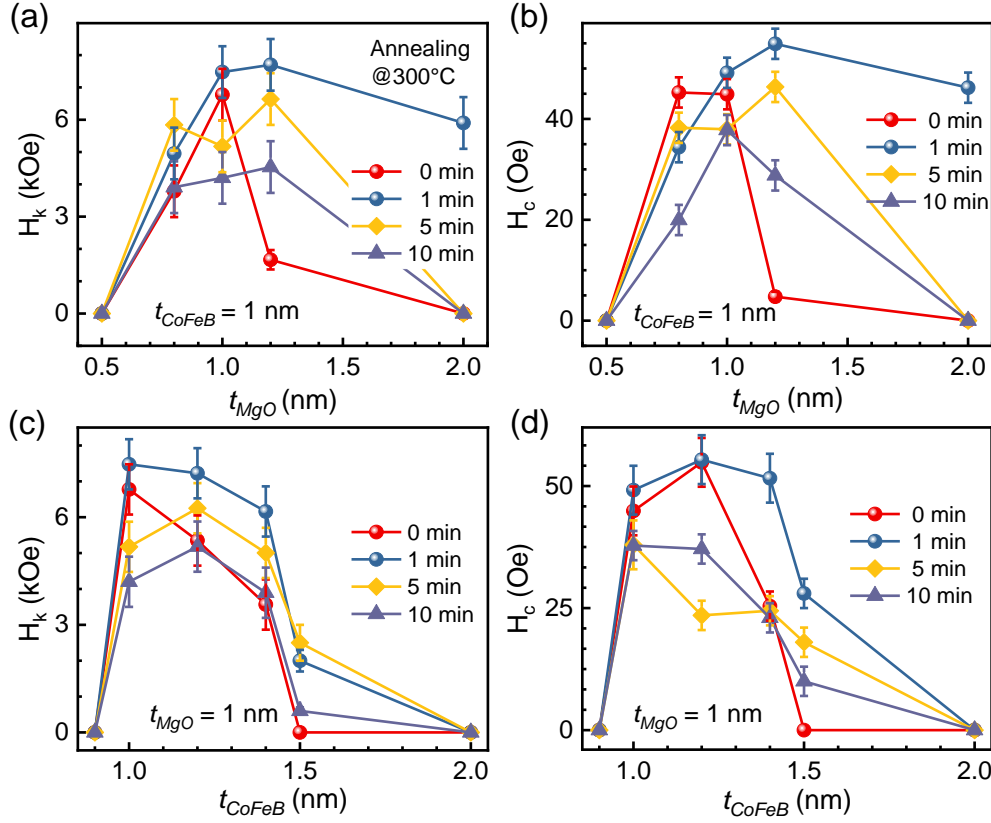 (a)
Annealing
@300°C
H_k (kOe)
6
3
0
0 min
1 min
5 min
10 min
t_CoFeB = 1 nm
0.5 1.0 1.5 2.0
t_MgO (nm)
(b)
H_c (Oe)
40
20
0
0 min
1 min
5 min
10 min
t_CoFeB = 1 nm
0.5 1.0 1.5 2.0
t_MgO (nm)
(c)
H_k (kOe)
6
3
0
0 min
1 min
5 min
10 min
t_MgO = 1 nm
1.0 1.5 2.0
t_CoFeB (nm)
(d)
H_c (Oe)
50
25
0
0 min
1 min
5 min
10 min
t_MgO = 1 nm
1.0 1.5 2.0
t_CoFeB (nm)